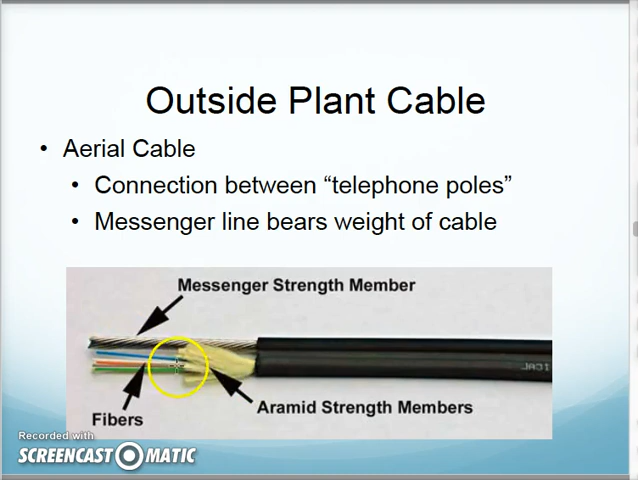 Outside Plant Cable
• Aerial Cable
• Connection between “telephone poles”
• Messenger line bears weight of cable
Messenger Strength Member
JA31
Fibers
Aramid Strength Members
Recorded with
SCREENCAST MATIC